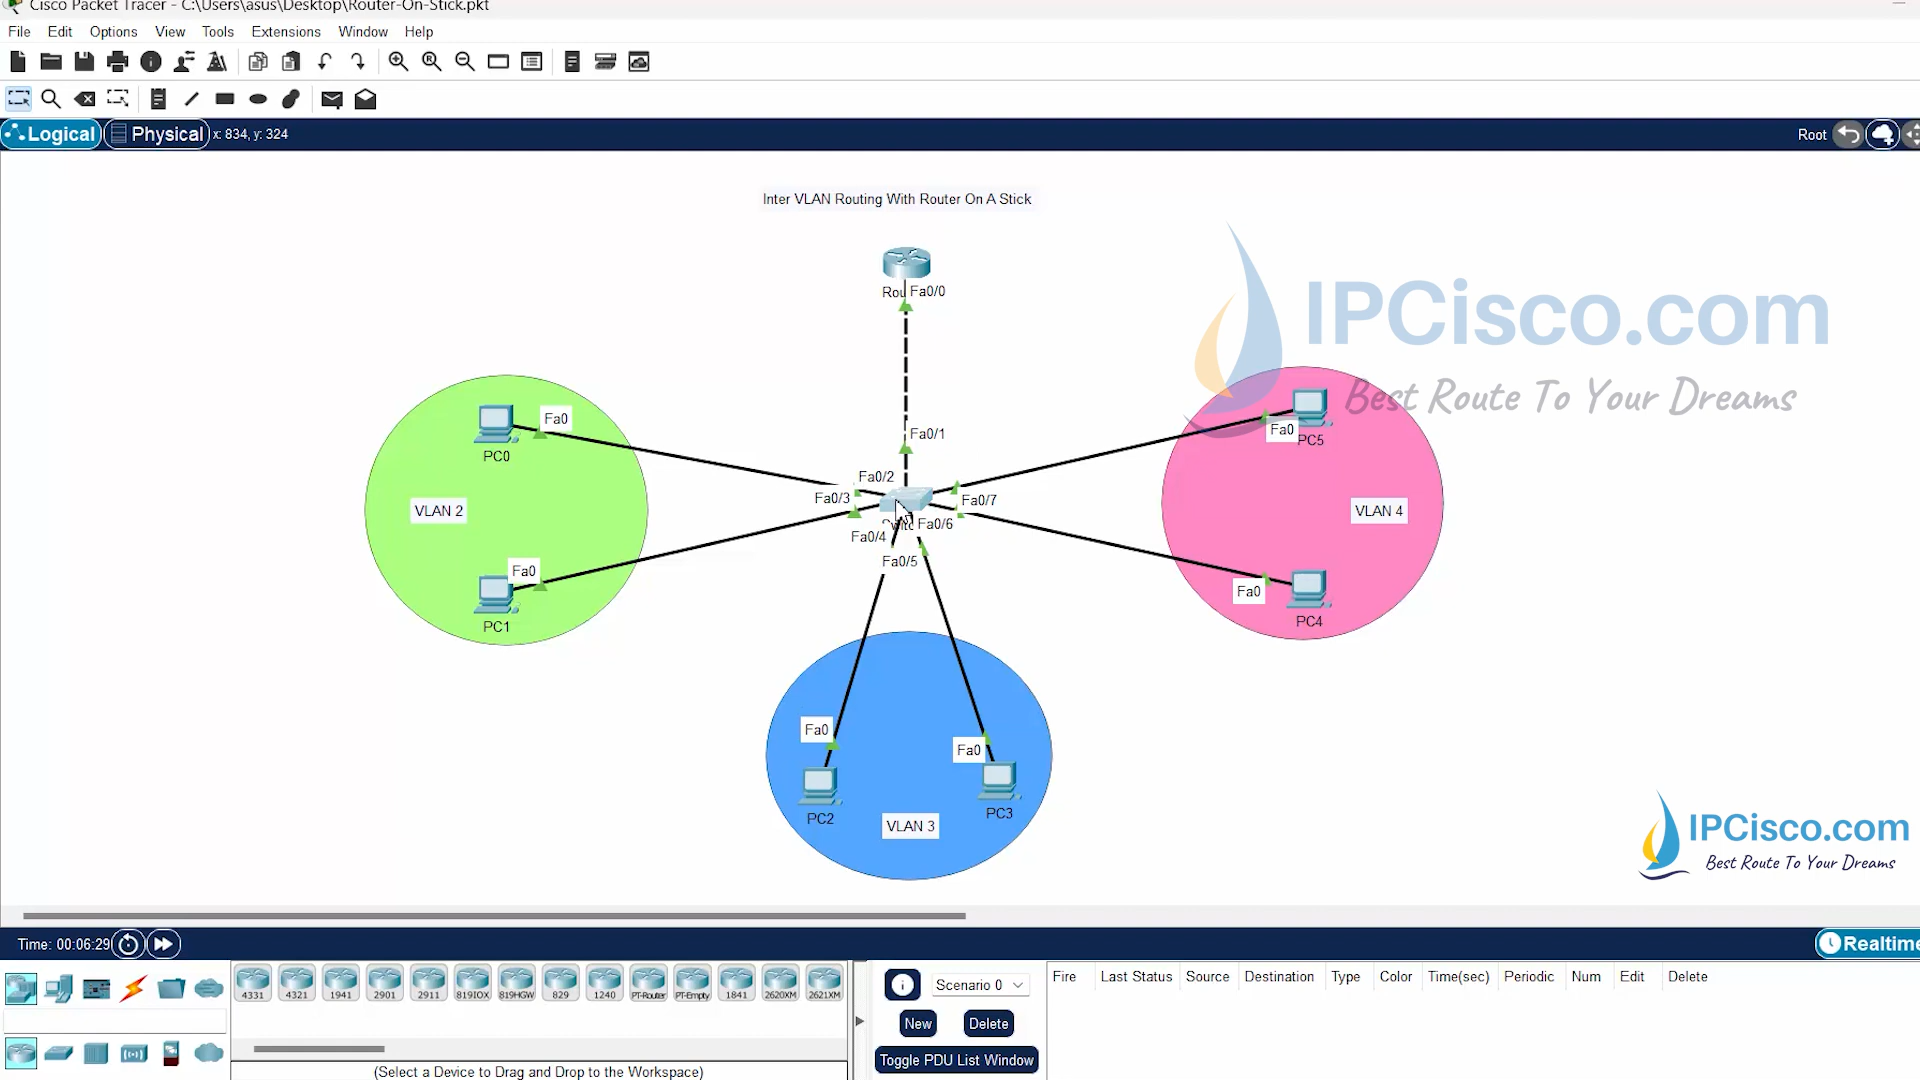 Cisco Packet Tracer - C:\Users\asus\Desktop\Router-On-Stick.pkt
File Edit Options View Tools Extensions Window Help
Logical Physical x: 834, y: 324 Root
Inter VLAN Routing With Router On A Stick
Rou Fa0/0
IPCisco.com
Best Route To Your Dreams
Fa0
PC0
Fa0/1
Fa0
PC5
Fa0/2
Fa0/3
Fa0/7
VLAN 2
VLAN 4
Fa0/6
Fa0/4
Fa0/5
Fa0
PC1
Fa0
PC4
Fa0
PC2
Fa0
PC3
VLAN 3
IPCisco.com
Best Route To Your Dreams
Time: 00:06:29
Realtime
4331 4321 1941 2901 2911 819IOX 819HGW 829 1240 PT-Router PT-Empty 1841 2620XM 2621XM
(Select a Device to Drag and Drop to the Workspace)
Scenario 0
New Delete
Toggle PDU List Window
Fire Last Status Source Destination Type Color Time(sec) Periodic Num Edit Delete